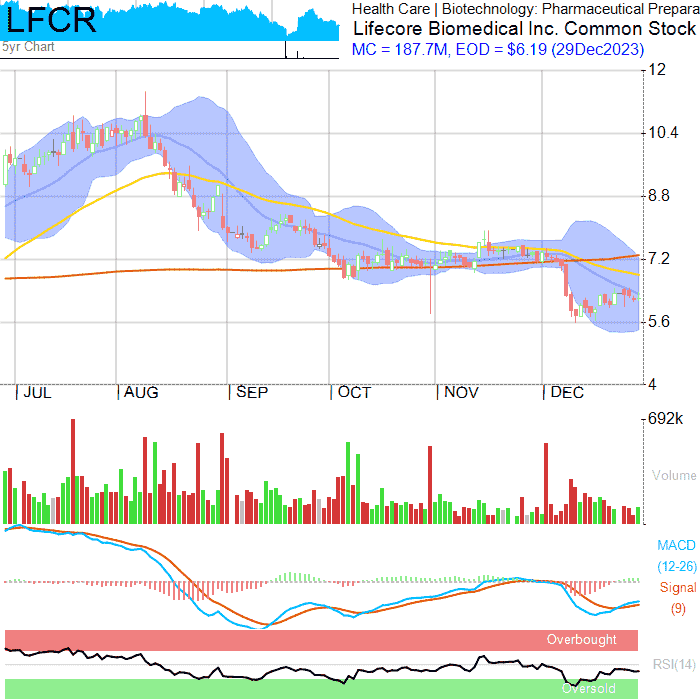 LFCR
5yr Chart
Health Care | Biotechnology: Pharmaceutical Prepara
Lifecore Biomedical Inc. Common Stock
MC = 187.7M, EOD = $6.19 (29Dec2023)
12
10.4
8.8
7.2
5.6
4
JUL AUG SEP OCT NOV DEC
692k
Volume
MACD
(12-26)
Signal
(9)
Overbought
RSI(14)
Oversold